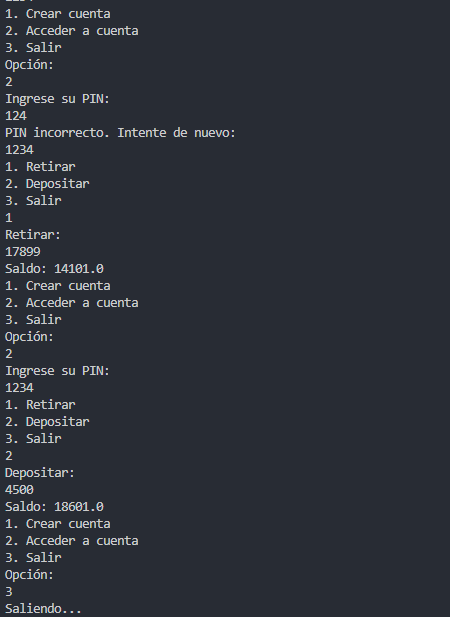 1. Crear cuenta
2. Acceder a cuenta
3. Salir
Opción:
2
Ingrese su PIN:
124
PIN incorrecto. Intente de nuevo:
1234
1. Retirar
2. Depositar
3. Salir
1
Retirar:
17899
Saldo: 14101.0
1. Crear cuenta
2. Acceder a cuenta
3. Salir
Opción:
2
Ingrese su PIN:
1234
1. Retirar
2. Depositar
3. Salir
2
Depositar:
4500
Saldo: 18601.0
1. Crear cuenta
2. Acceder a cuenta
3. Salir
Opción:
3
Saliendo...